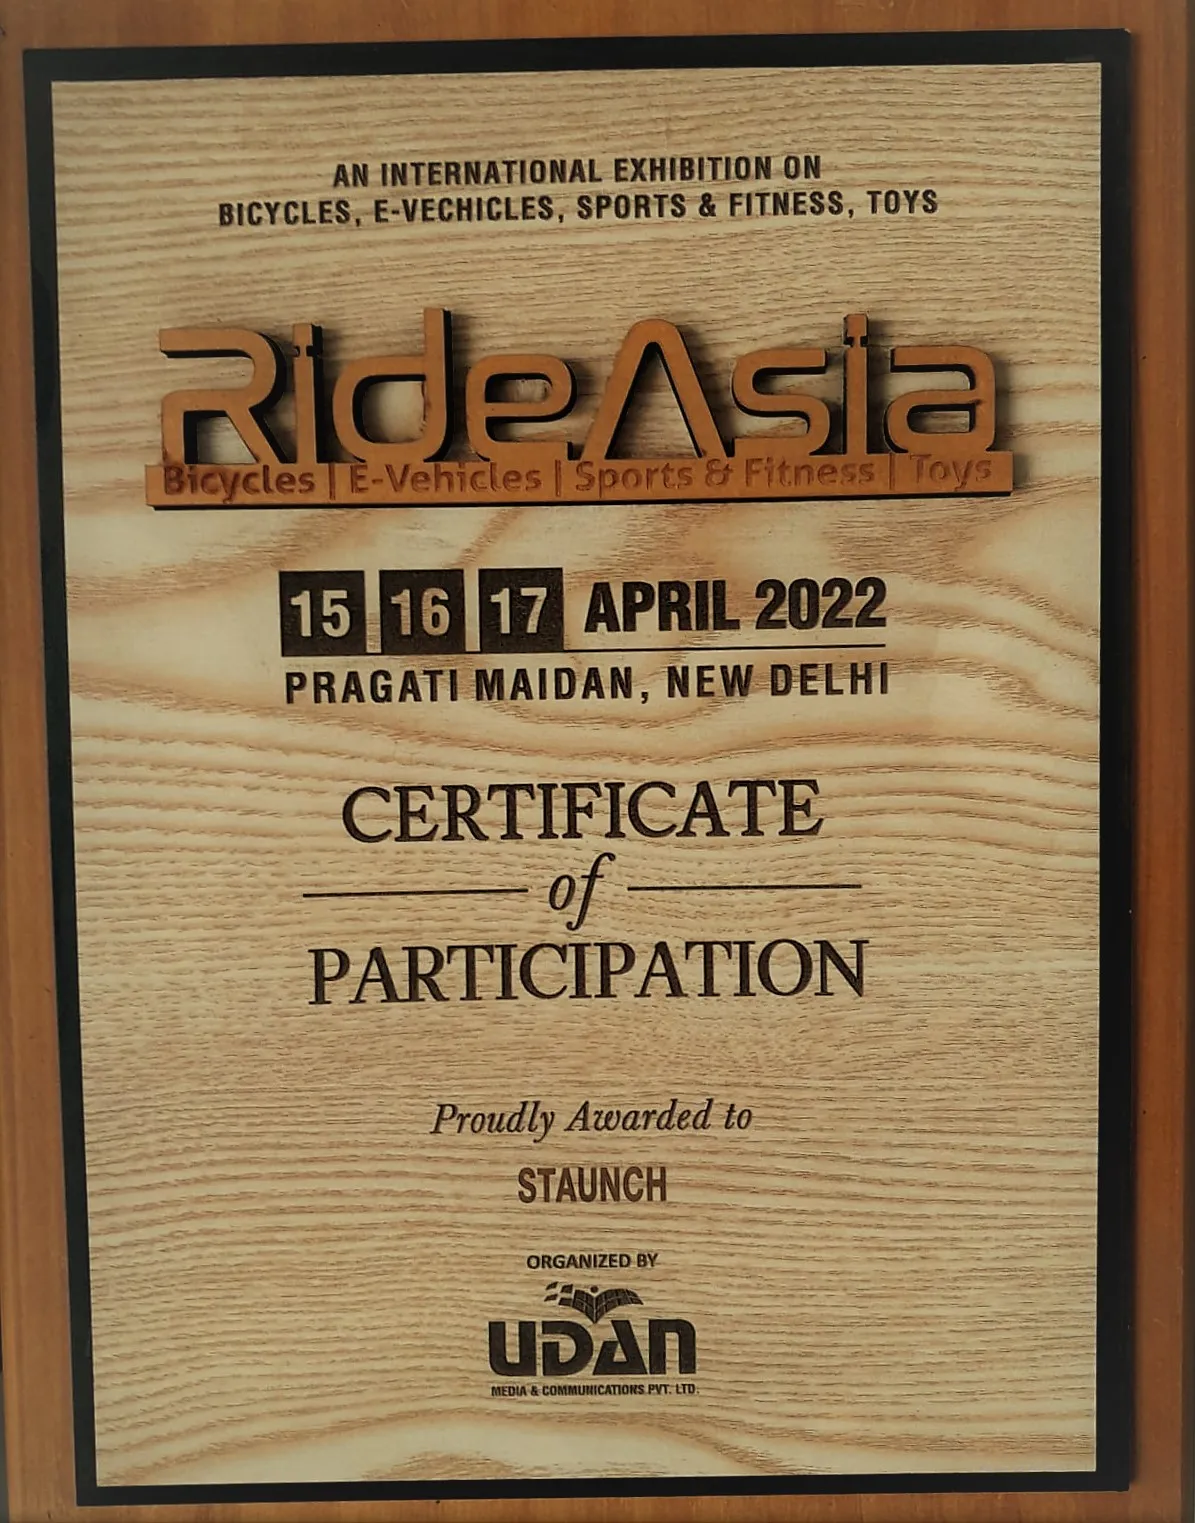 AN INTERNATIONAL EXHIBITION ON
BICYCLES, E-VECHICLES, SPORTS & FITNESS, TOYS
RideAsia
Bicycles | E-Vehicles | Sports & Fitness | Toys
15 16 17 APRIL 2022
PRAGATI MAIDAN, NEW DELHI
CERTIFICATE
of
PARTICIPATION
Proudly Awarded to
STAUNCH
ORGANIZED BY
UDAN
MEDIA & COMMUNICATIONS PVT. LTD.